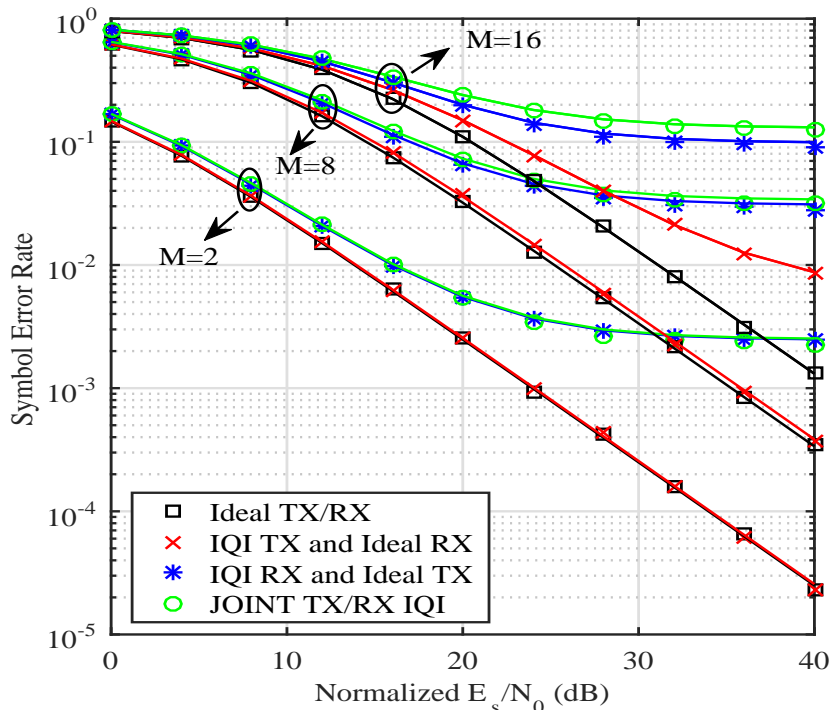 10^0
10^-1
10^-2
10^-3
10^-4
10^-5
Symbol Error Rate
M=16
M=8
M=2
Ideal TX/RX
IQI TX and Ideal RX
IQI RX and Ideal TX
JOINT TX/RX IQI
0 10 20 30 40
Normalized E_s/N_0 (dB)